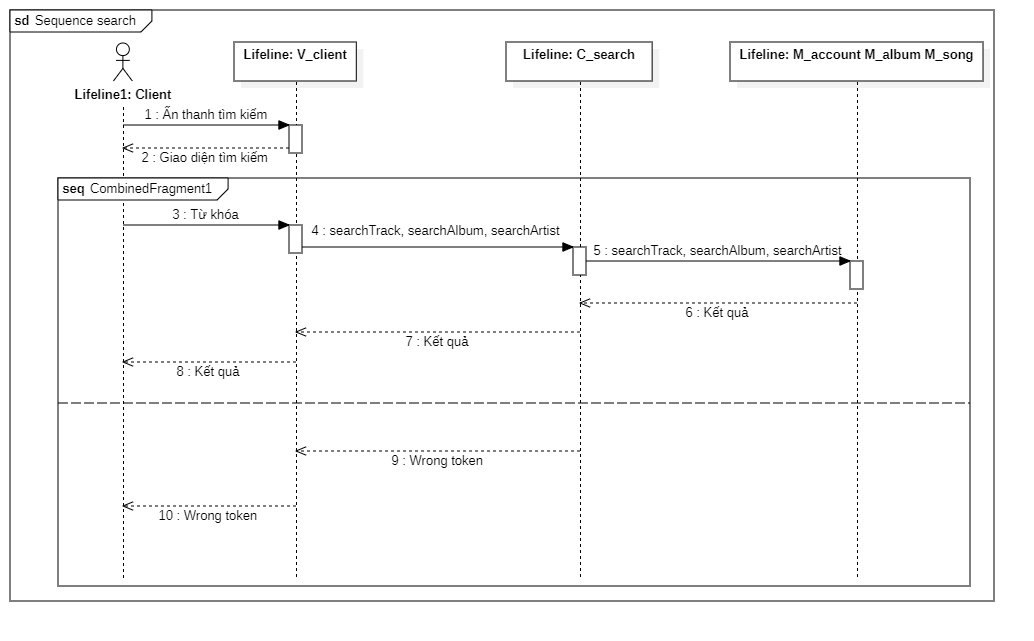 sd Sequence search
Lifeline1: Client
Lifeline: V_client
Lifeline: C_search
Lifeline: M_account M_album M_song
1 : Ấn thanh tìm kiếm
2 : Giao diện tìm kiếm
seq CombinedFragment1
3 : Từ khóa
4 : searchTrack, searchAlbum, searchArtist
5 : searchTrack, searchAlbum, searchArtist
6 : Kết quả
7 : Kết quả
8 : Kết quả
9 : Wrong token
10 : Wrong token